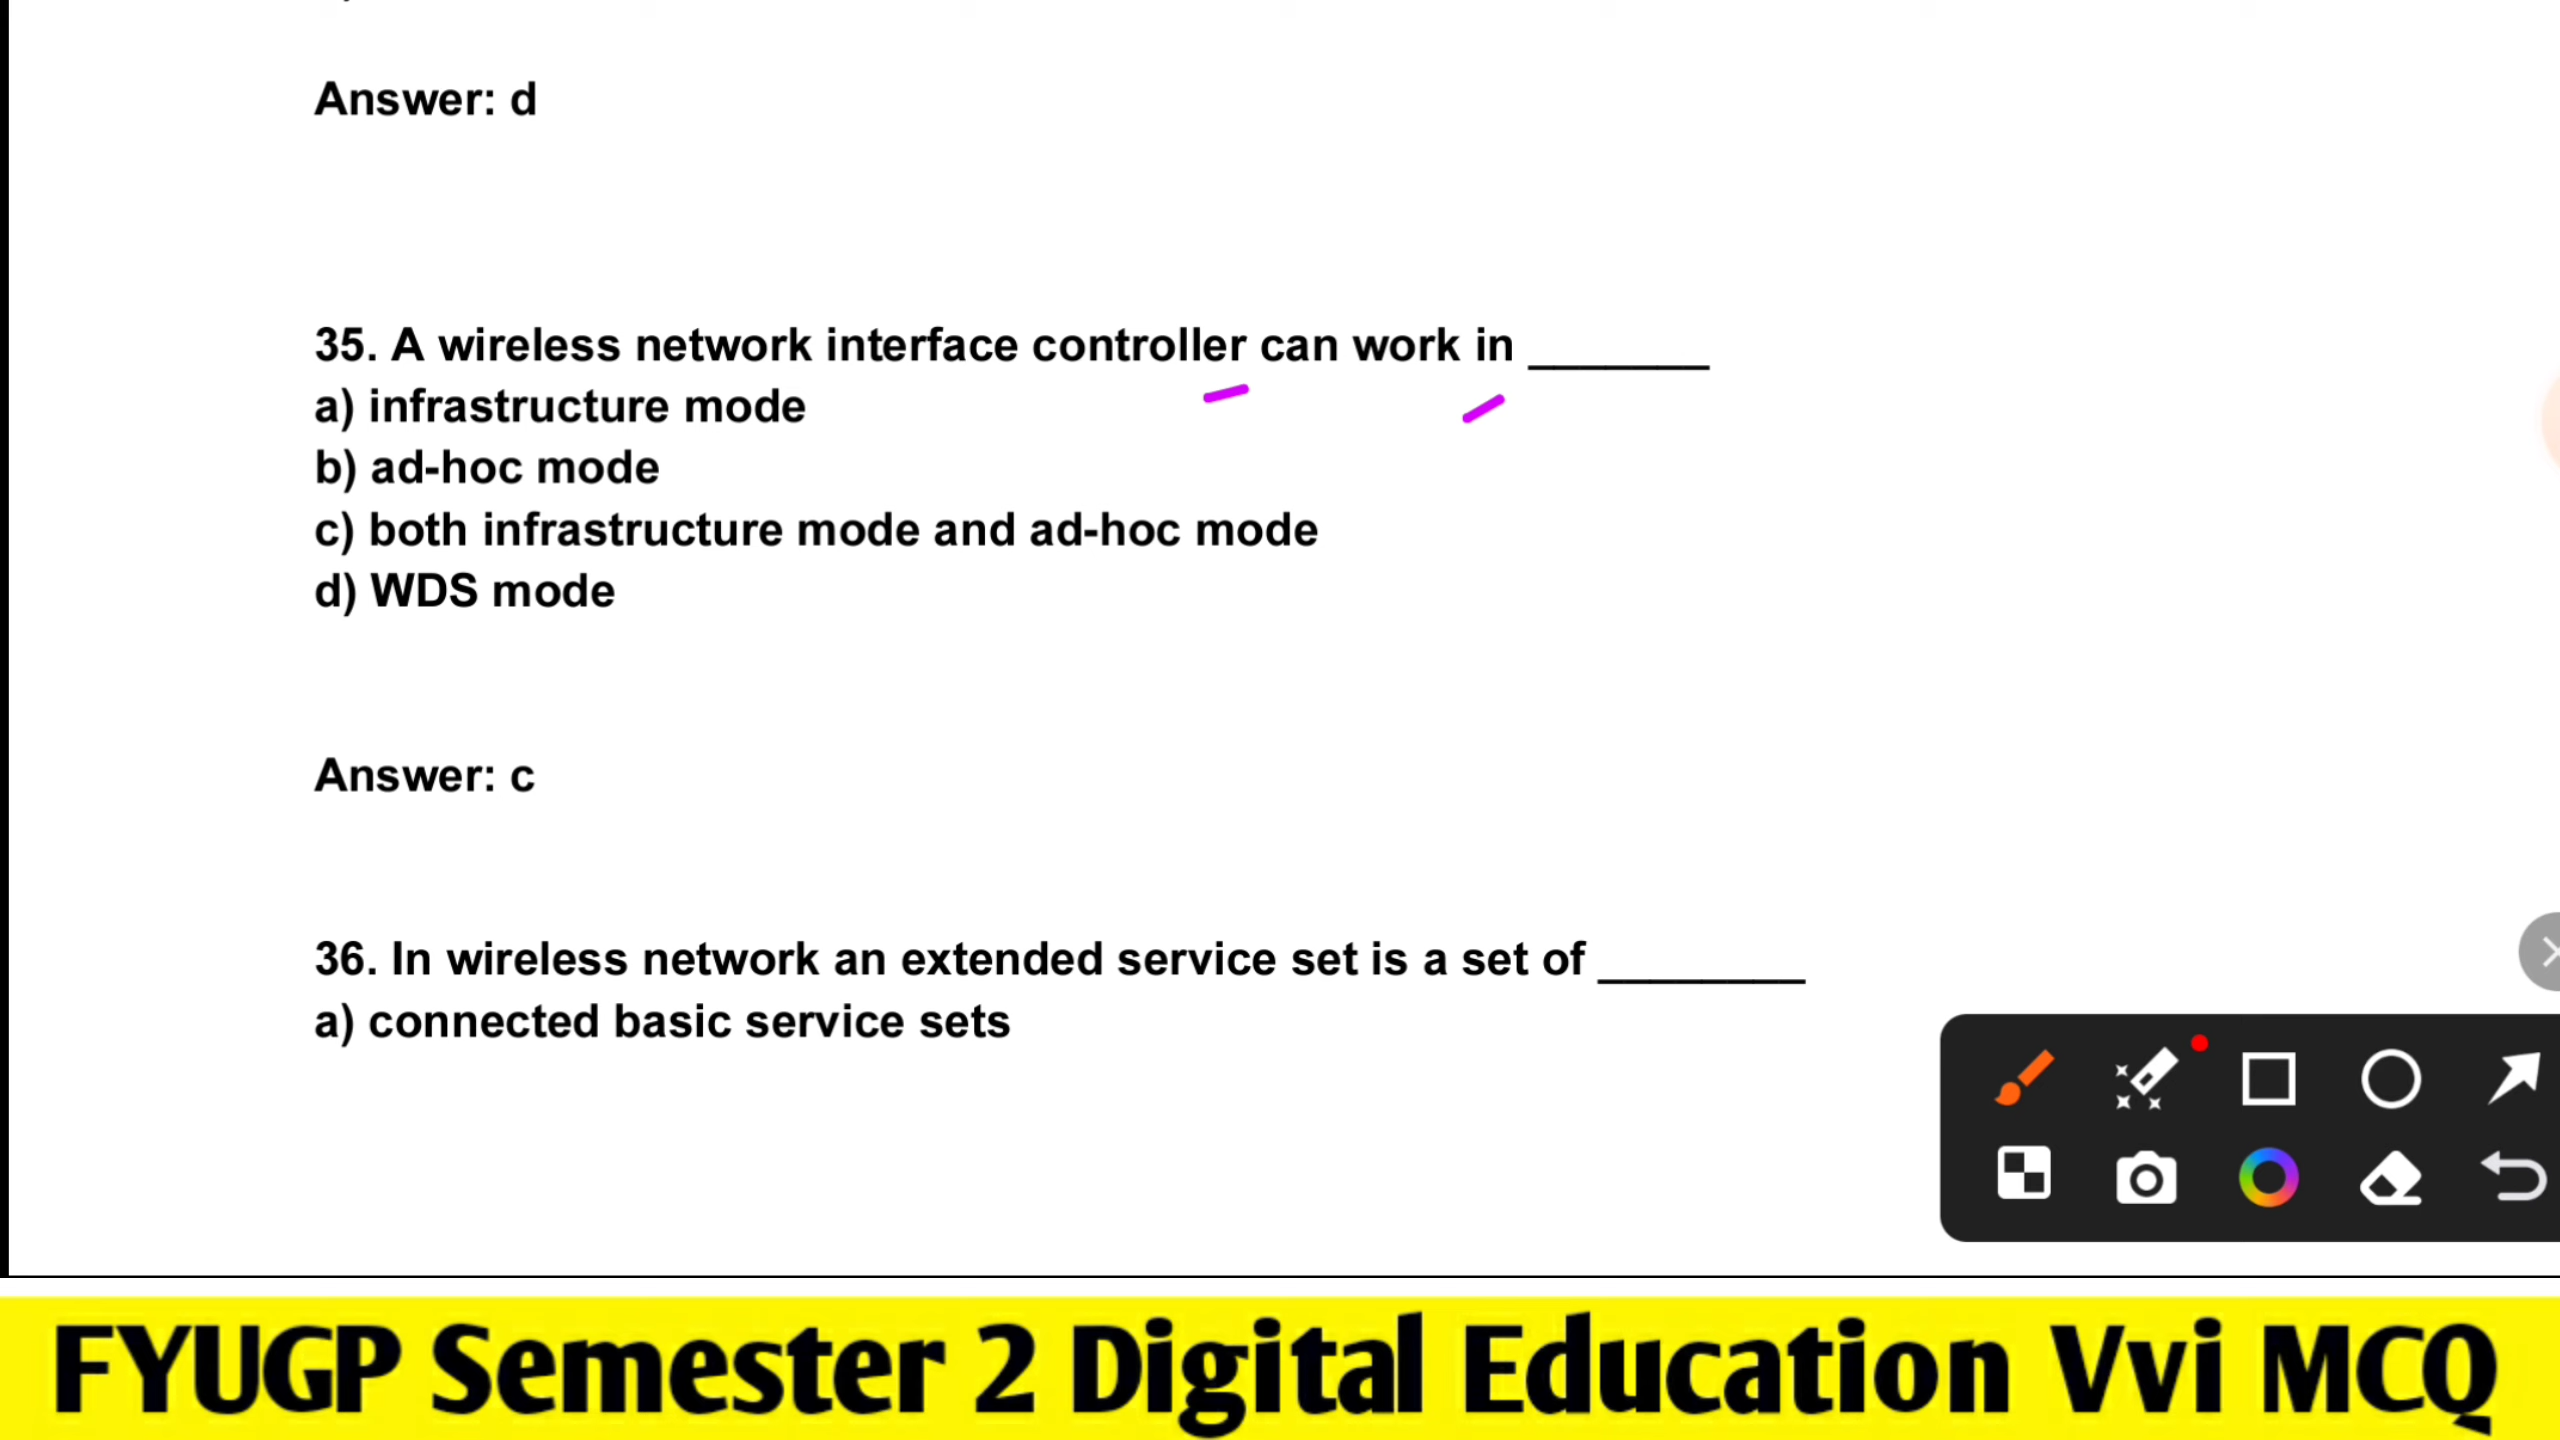 Answer: d
35. A wireless network interface controller can work in _______
a) infrastructure mode
b) ad-hoc mode
c) both infrastructure mode and ad-hoc mode
d) WDS mode
Answer: c
36. In wireless network an extended service set is a set of ________
a) connected basic service sets
FYUGP Semester 2 Digital Education Vvi MCQ